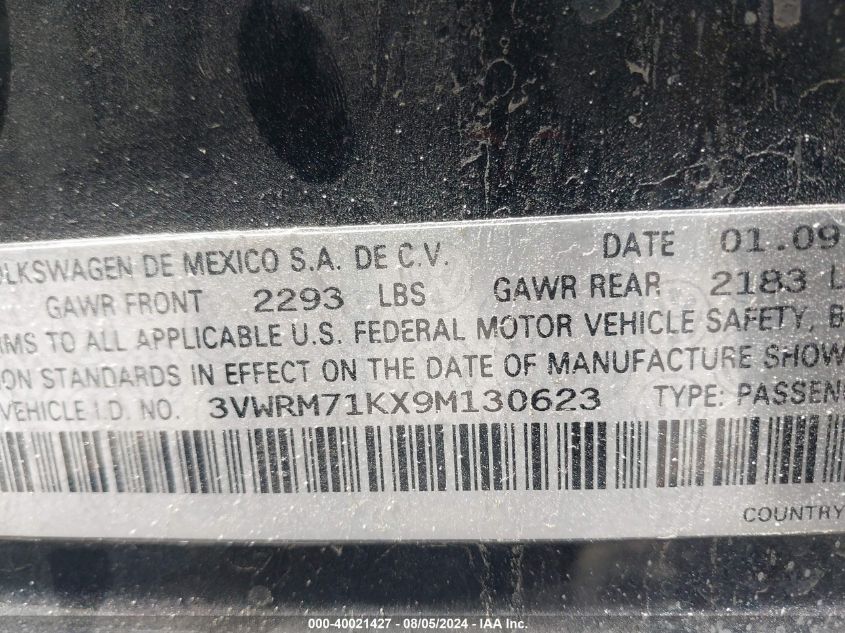 OLKSWAGEN DE MEXICO S.A. DE C.V. DATE 01.09
GAWR FRONT 2293 LBS GAWR REAR 2183 L
RMS TO ALL APPLICABLE U.S. FEDERAL MOTOR VEHICLE SAFETY, B
ON STANDARDS IN EFFECT ON THE DATE OF MANUFACTURE SHOW
VEHICLE I.D. NO. 3VWRM71KX9M130623 TYPE: PASSEN
COUNTRY
000-40021427 - 08/05/2024 - IAA Inc.